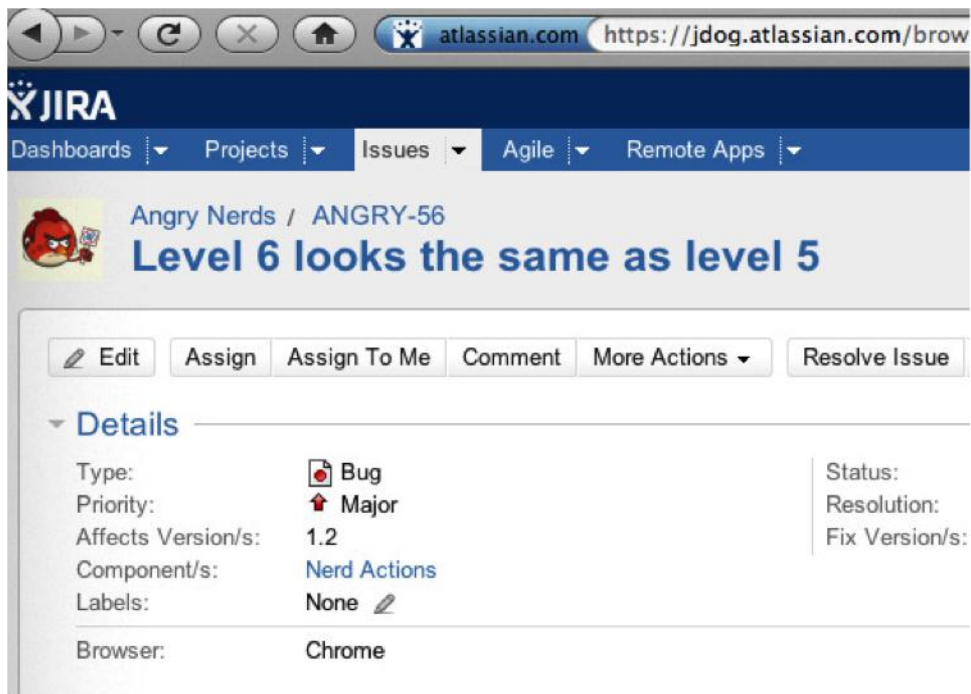 atlassian.com https://jdog.atlassian.com/brow
JIRA
Dashboards Projects Issues Agile Remote Apps
Angry Nerds / ANGRY-56
Level 6 looks the same as level 5
Edit Assign Assign To Me Comment More Actions Resolve Issue
Details
Type: Bug Status:
Priority: Major Resolution:
Affects Version/s: 1.2 Fix Version/s:
Component/s: Nerd Actions
Labels: None
Browser: Chrome